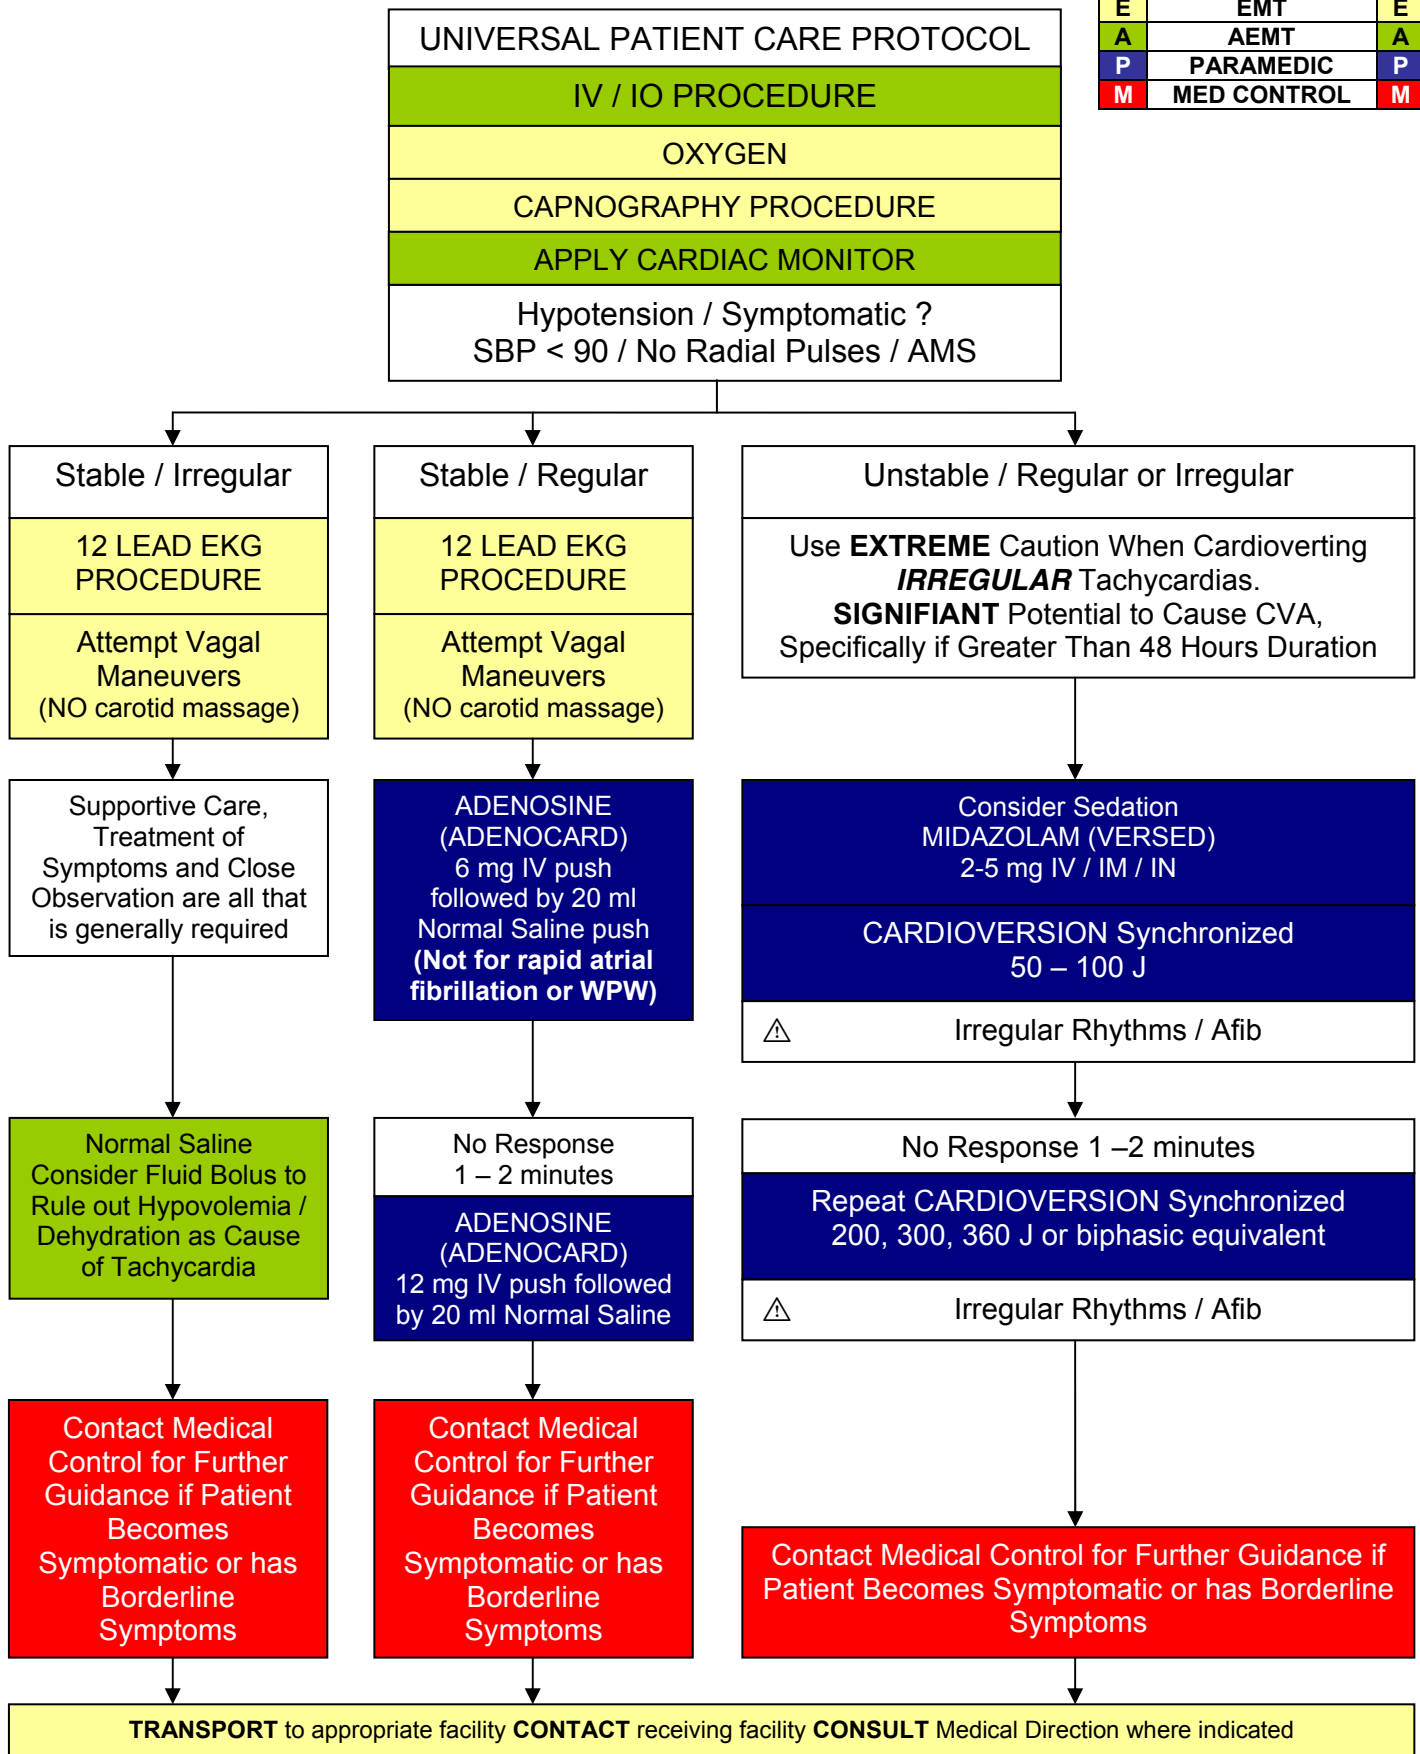 E EMT E
A AEMT A
P PARAMEDIC P
M MED CONTROL M
UNIVERSAL PATIENT CARE PROTOCOL
IV / IO PROCEDURE
OXYGEN
CAPNOGRAPHY PROCEDURE
APPLY CARDIAC MONITOR
Hypotension / Symptomatic ?
SBP < 90 / No Radial Pulses / AMS
Stable / Irregular
12 LEAD EKG
PROCEDURE
Attempt Vagal
Maneuvers
(NO carotid massage)
Supportive Care,
Treatment of
Symptoms and Close
Observation are all that
is generally required
Normal Saline
Consider Fluid Bolus to
Rule out Hypovolemia /
Dehydration as Cause
of Tachycardia
Contact Medical
Control for Further
Guidance if Patient
Becomes
Symptomatic or has
Borderline
Symptoms
Stable / Regular
12 LEAD EKG
PROCEDURE
Attempt Vagal
Maneuvers
(NO carotid massage)
ADENOSINE
(ADENOCARD)
6 mg IV push
followed by 20 ml
Normal Saline push
(Not for rapid atrial
fibrillation or WPW)
No Response
1 – 2 minutes
ADENOSINE
(ADENOCARD)
12 mg IV push followed
by 20 ml Normal Saline
Contact Medical
Control for Further
Guidance if Patient
Becomes
Symptomatic or has
Borderline
Symptoms
Unstable / Regular or Irregular
Use EXTREME Caution When Cardioverting
IRREGULAR Tachycardias.
SIGNIFIANT Potential to Cause CVA,
Specifically if Greater Than 48 Hours Duration
Consider Sedation
MIDAZOLAM (VERSED)
2-5 mg IV / IM / IN
CARDIOVERSION Synchronized
50 – 100 J
⚠ Irregular Rhythms / Afib
No Response 1 –2 minutes
Repeat CARDIOVERSION Synchronized
200, 300, 360 J or biphasic equivalent
⚠ Irregular Rhythms / Afib
Contact Medical Control for Further Guidance if
Patient Becomes Symptomatic or has Borderline
Symptoms
TRANSPORT to appropriate facility CONTACT receiving facility CONSULT Medical Direction where indicated